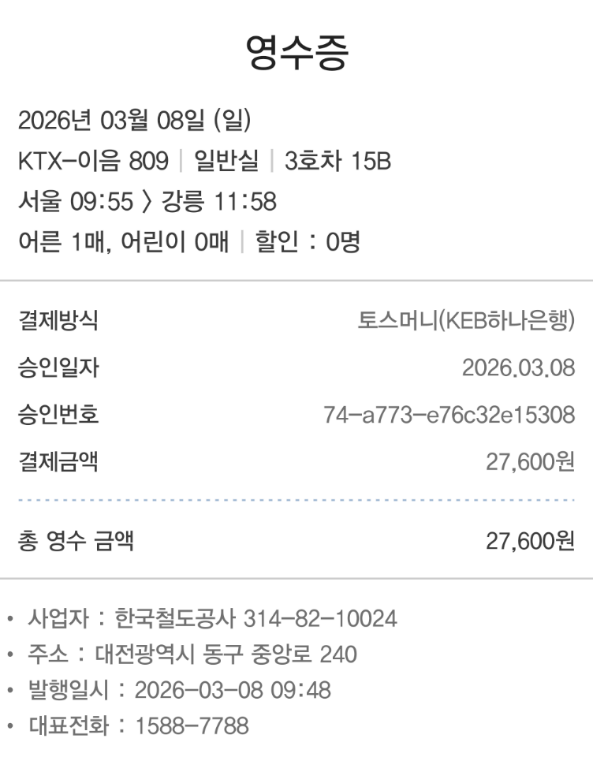 영수증
2026년 03월 08일 (일)
KTX-이음 809 | 일반실 | 3호차 15B
서울 09:55 > 강릉 11:58
어른 1매, 어린이 0매 | 할인 : 0명
결제방식 토스머니(KEB하나은행)
승인일자 2026.03.08
승인번호 74-a773-e76c32e15308
결제금액 27,600원
총 영수 금액 27,600원
• 사업자 : 한국철도공사 314-82-10024
• 주소 : 대전광역시 동구 중앙로 240
• 발행일시 : 2026-03-08 09:48
• 대표전화 : 1588-7788